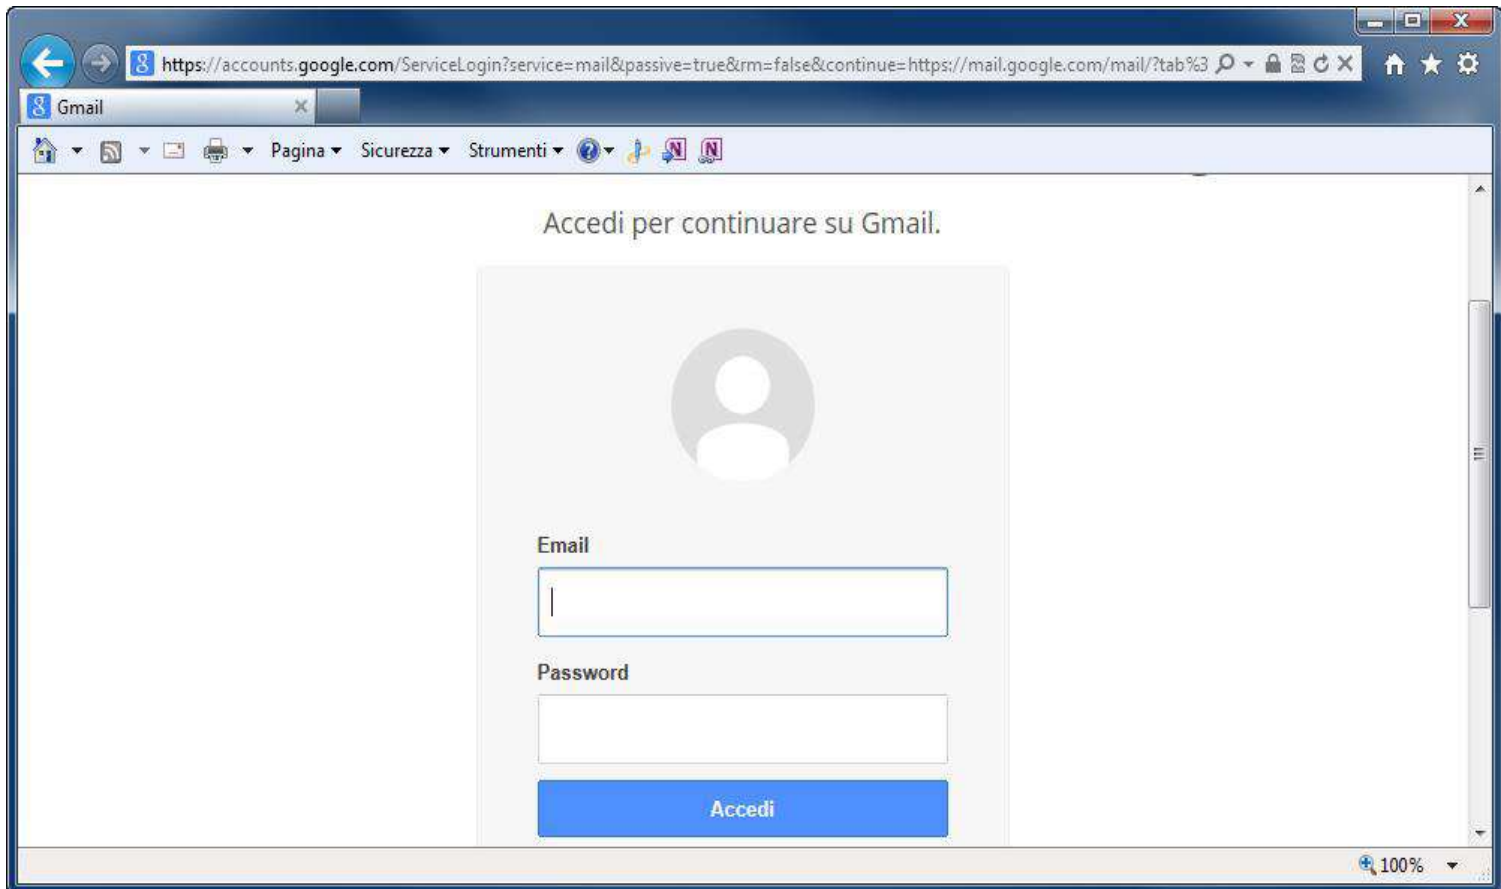 https://accounts.google.com/ServiceLogin?service=mail&passive=true&rm=false&continue=https://mail.google.com/mail/?tab%3
Gmail
Pagina Sicurezza Strumenti
Accedi per continuare su Gmail.
Email
Password
Accedi
100%